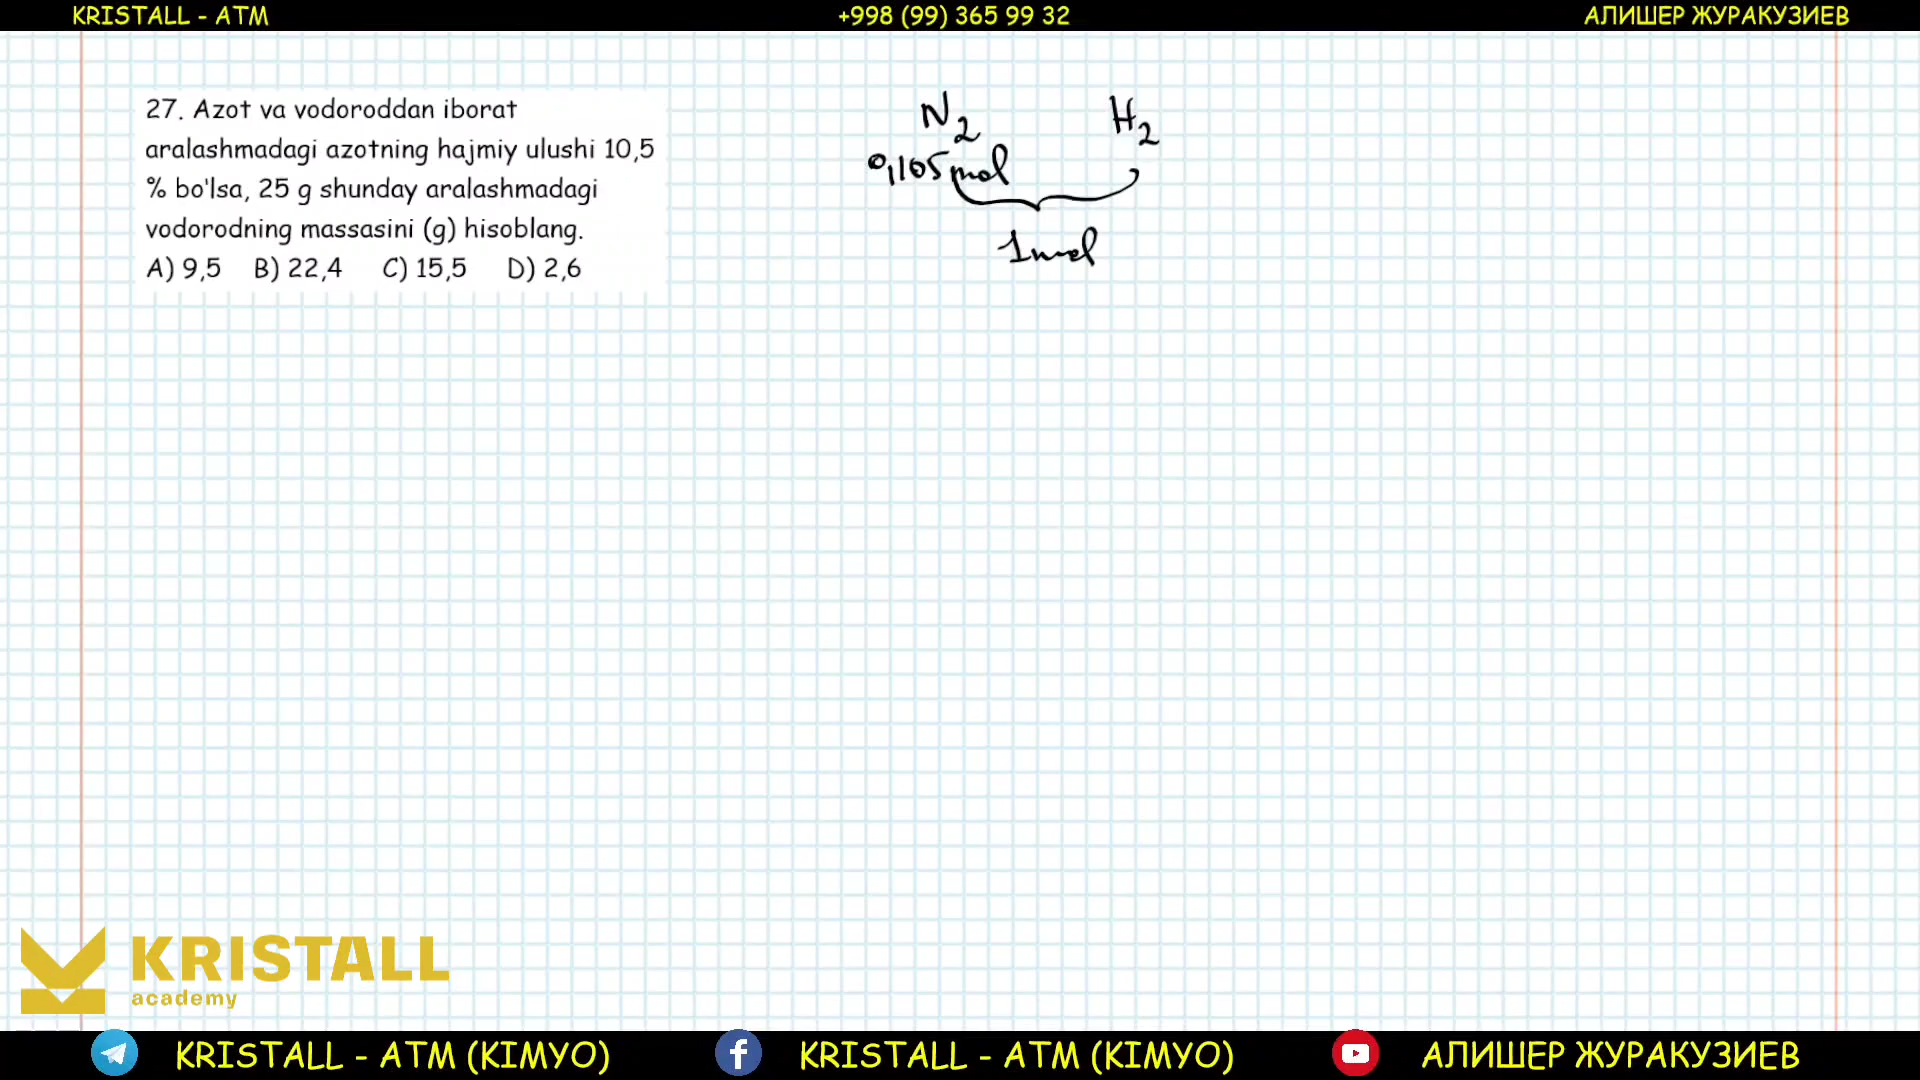 KRISTALL - ATM
+998 (99) 365 99 32
АЛИШЕР ЖУРАКУЗИЕВ
27. Azot va vodoroddan iborat
aralashmadagi azotning hajmiy ulushi 10,5
% bo'lsa, 25 g shunday aralashmadagi
vodorodning massasini (g) hisoblang.
A) 9,5 B) 22,4 C) 15,5 D) 2,6
N2 H2
0,105 mol
1 mol
KRISTALL
academy
KRISTALL - ATM (KIMYO)
KRISTALL - ATM (KIMYO)
АЛИШЕР ЖУРАКУЗИЕВ